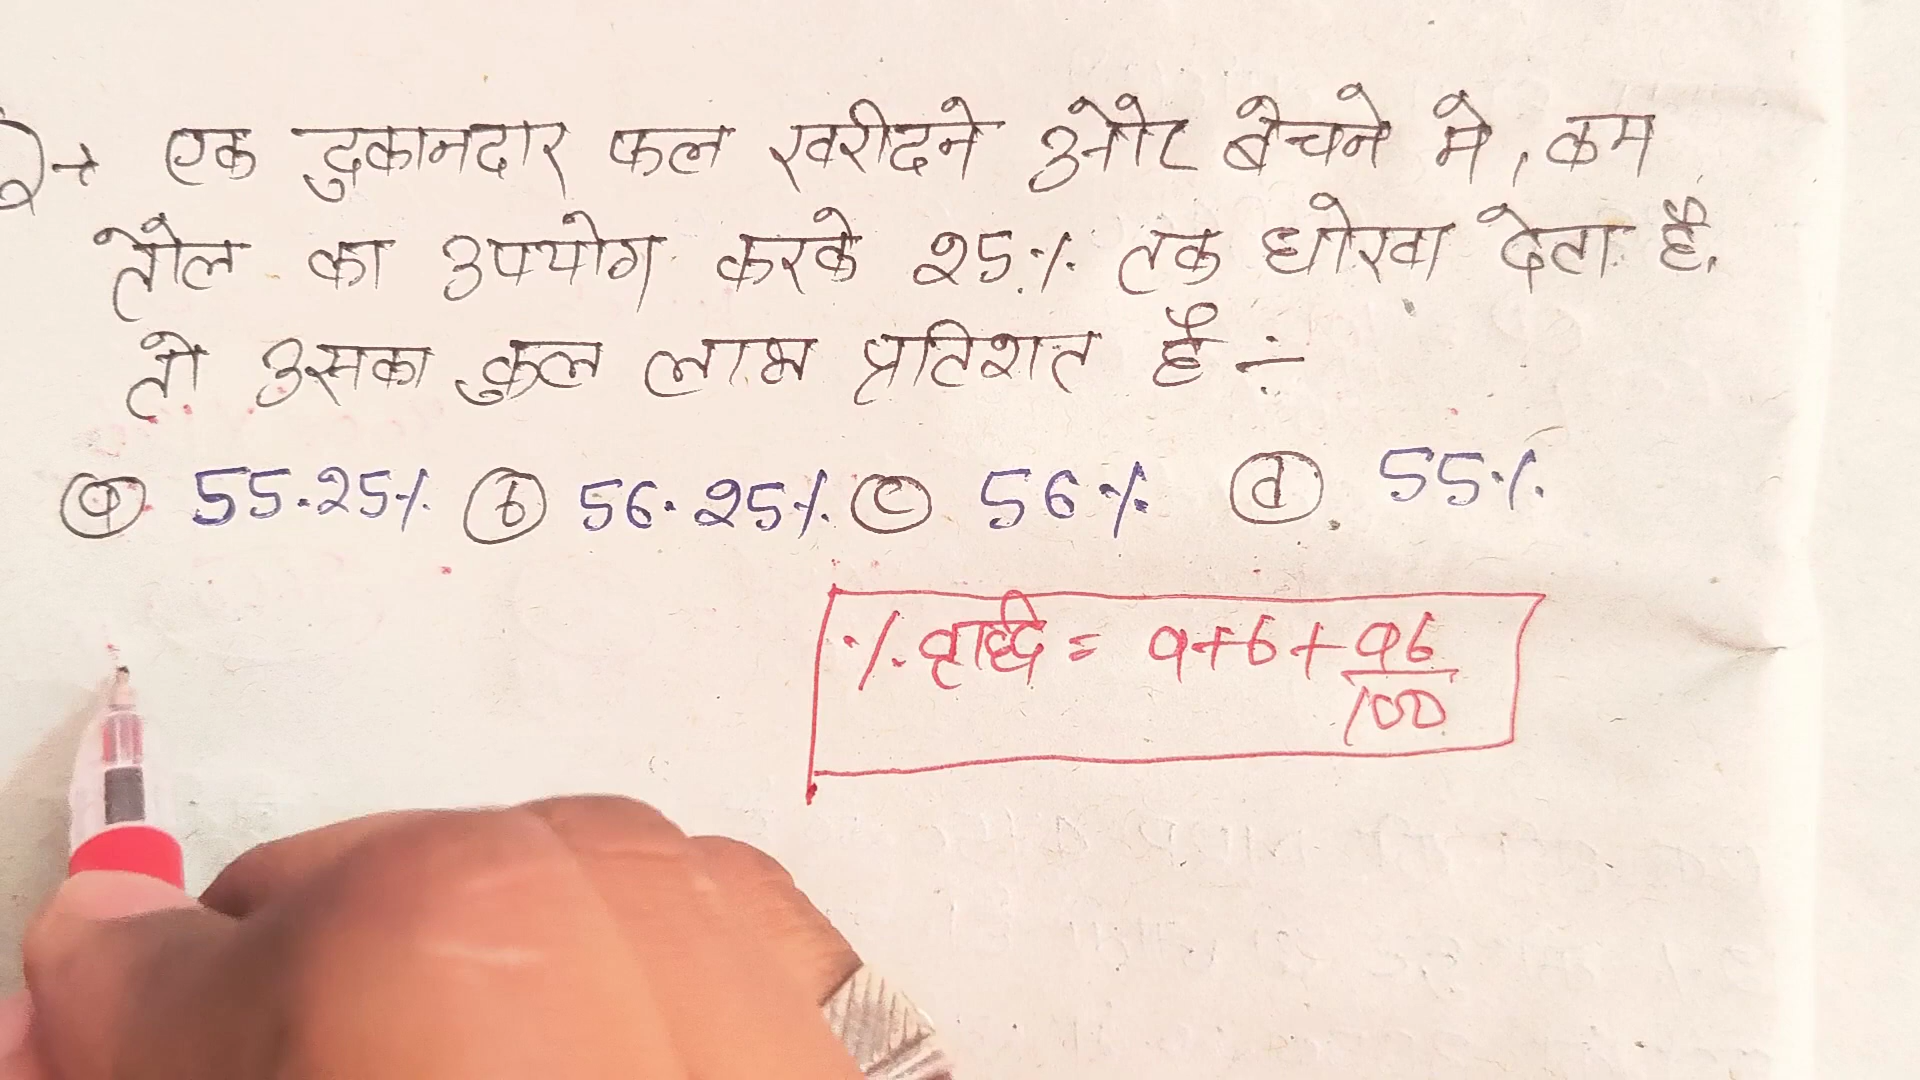 Q→ एक दुकानदार फल खरीदने और बेचने मे, कम
तौल का उपयोग करके 25% तक धोखा देता है,
तो उसका कुल लाभ प्रतिशत है ÷
(a) 55.25% (b) 56.25% (c) 56% (d) 55%
% वृद्धि = a+b+ab/100